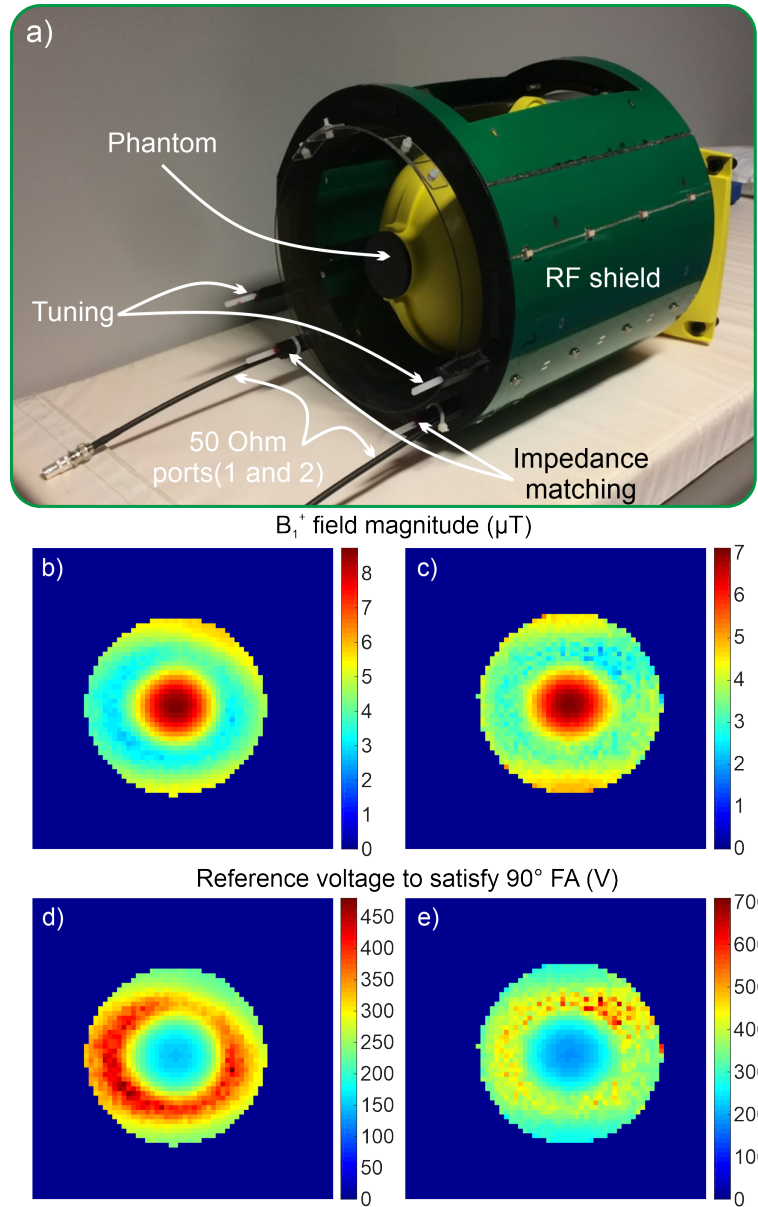 a)
Phantom
RF shield
Tuning
50 Ohm
ports(1 and 2)
Impedance
matching
B₁⁺ field magnitude (µT)
b)
8
7
6
5
4
3
2
1
0
c)
7
6
5
4
3
2
1
0
Reference voltage to satisfy 90° FA (V)
d)
450
400
350
300
250
200
150
100
50
0
e)
0